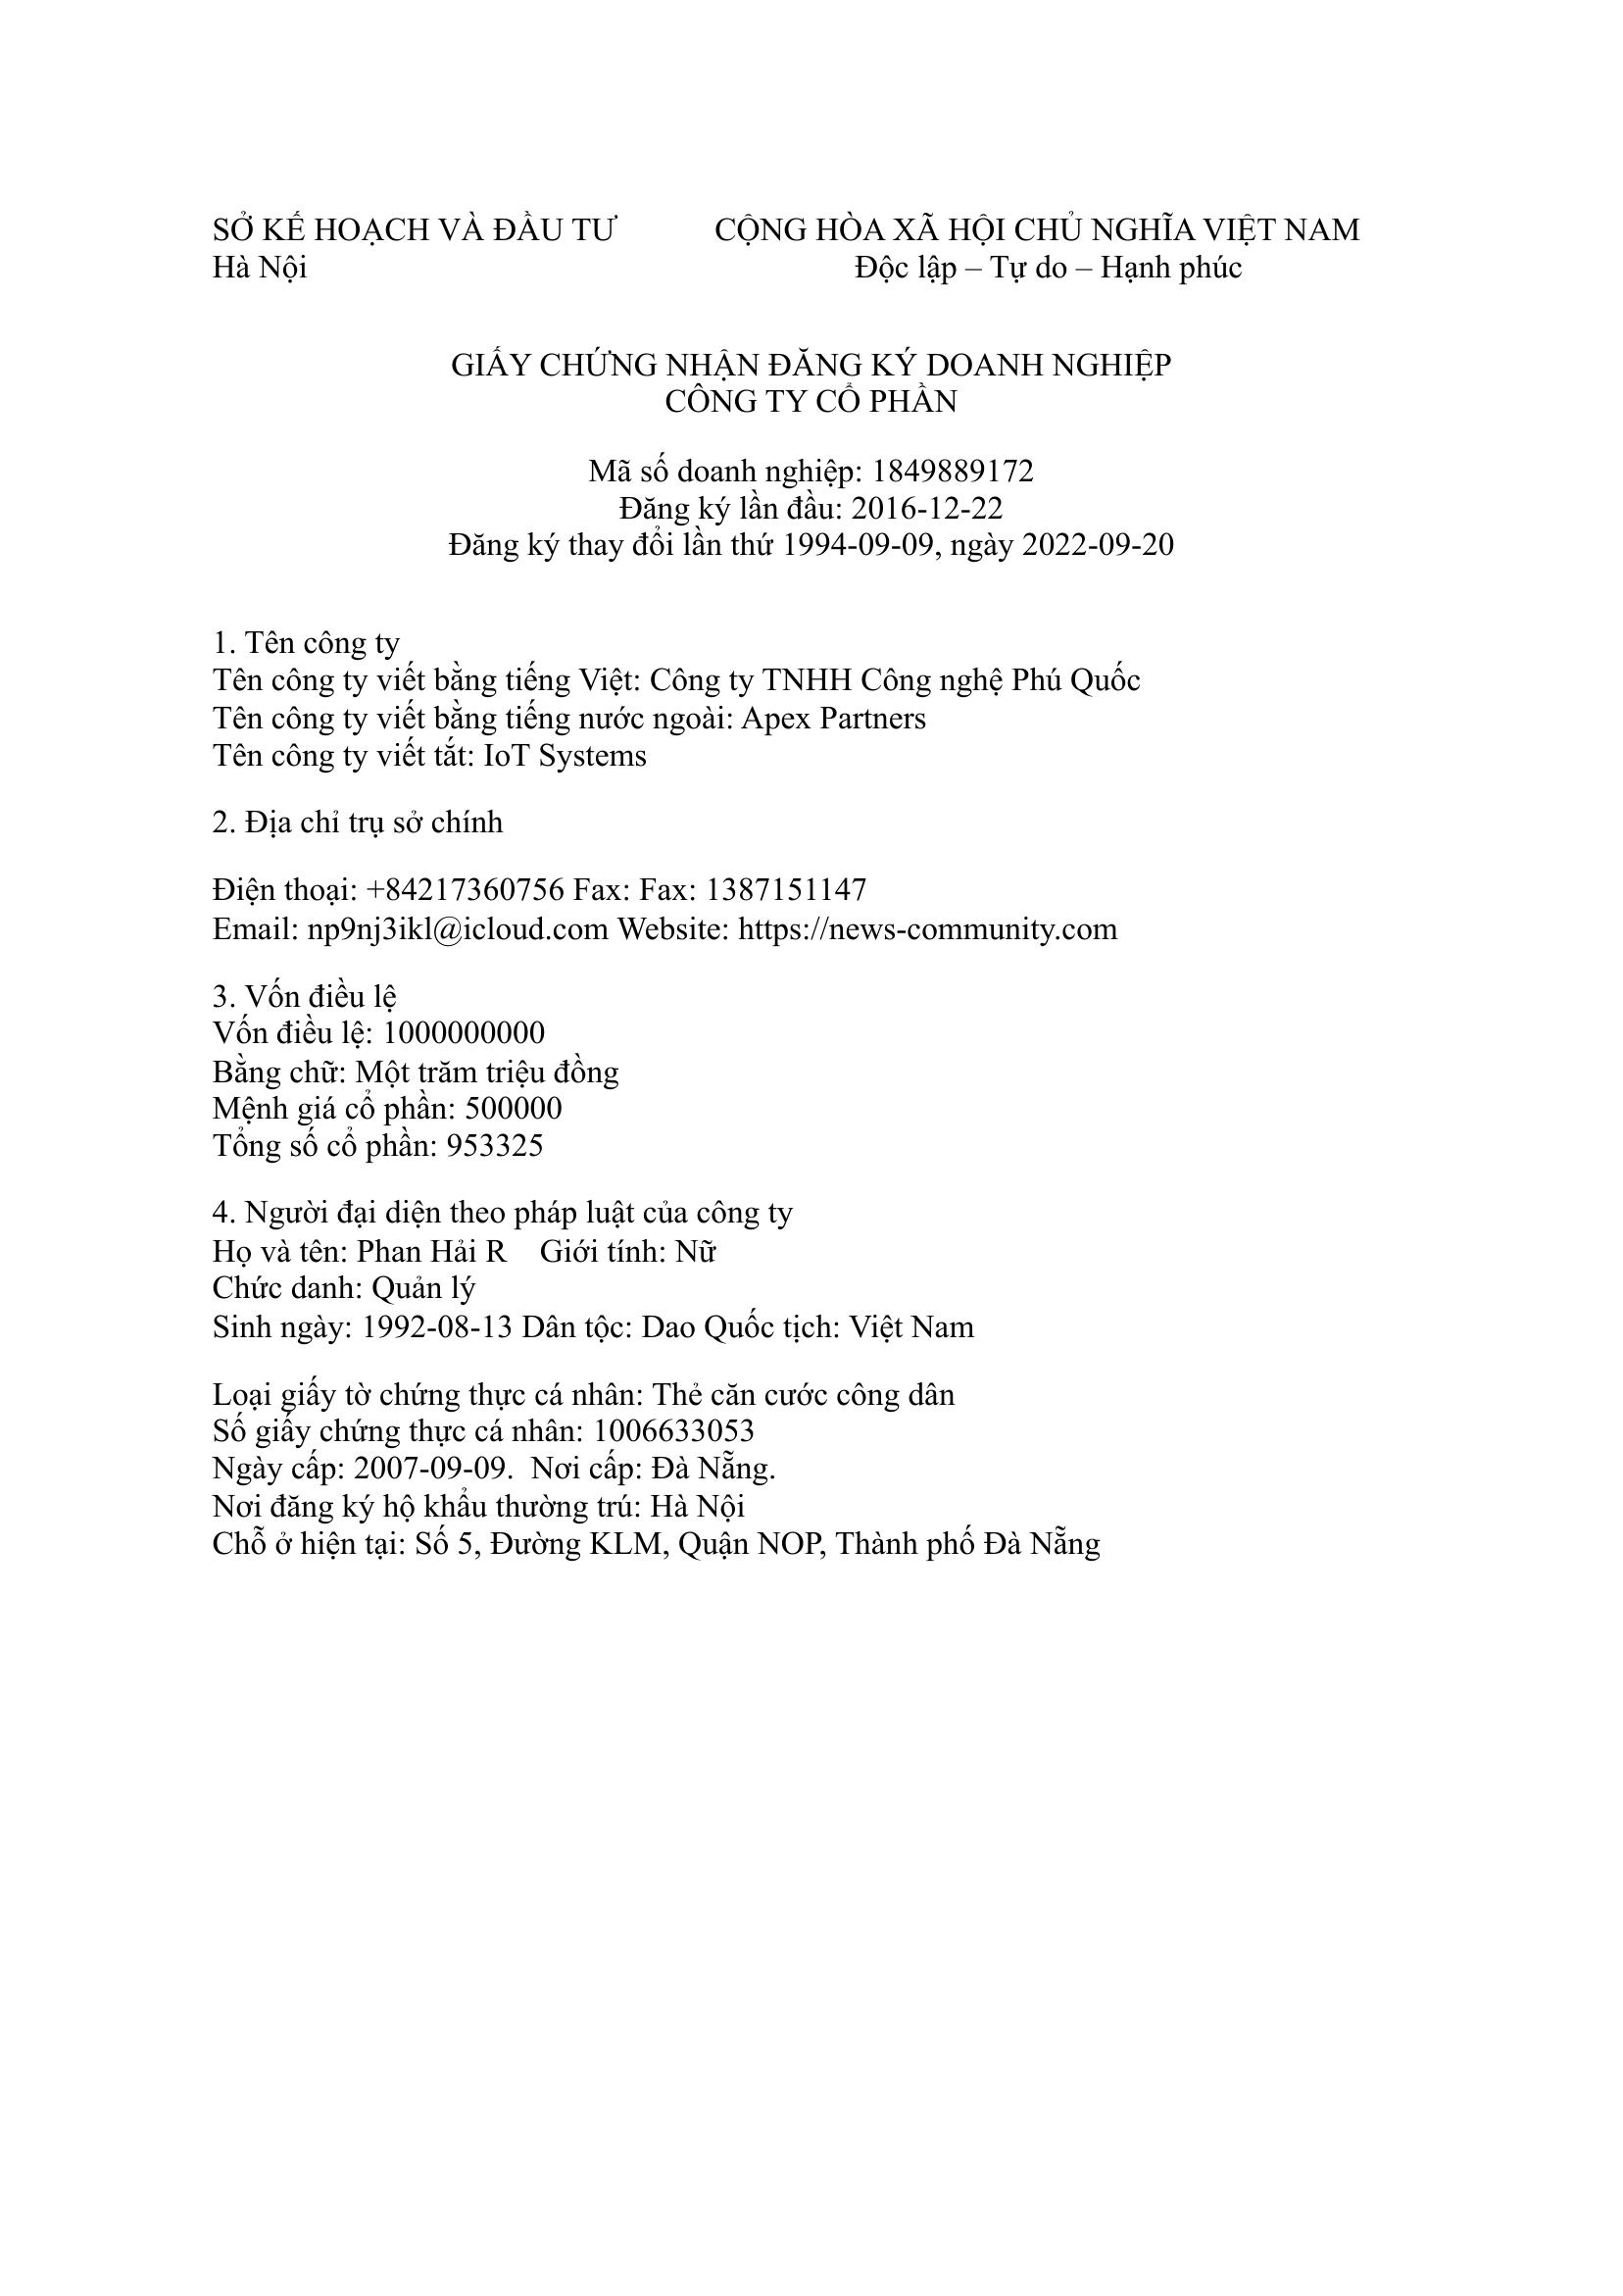 SỞ KẾ HOẠCH VÀ ĐẦU TƯ
Hà Nội
CỘNG HÒA XÃ HỘI CHỦ NGHĨA VIỆT NAM
Độc lập – Tự do – Hạnh phúc
GIẤY CHỨNG NHẬN ĐĂNG KÝ DOANH NGHIỆP
CÔNG TY CỔ PHẦN
Mã số doanh nghiệp: 1849889172
Đăng ký lần đầu: 2016-12-22
Đăng ký thay đổi lần thứ 1994-09-09, ngày 2022-09-20
1. Tên công ty
Tên công ty viết bằng tiếng Việt: Công ty TNHH Công nghệ Phú Quốc
Tên công ty viết bằng tiếng nước ngoài: Apex Partners
Tên công ty viết tắt: IoT Systems
2. Địa chỉ trụ sở chính
Điện thoại: +84217360756 Fax: Fax: 1387151147
Email: np9nj3ikl@icloud.com Website: https://news-community.com
3. Vốn điều lệ
Vốn điều lệ: 1000000000
Bằng chữ: Một trăm triệu đồng
Mệnh giá cổ phần: 500000
Tổng số cổ phần: 953325
4. Người đại diện theo pháp luật của công ty
Họ và tên: Phan Hải R    Giới tính: Nữ
Chức danh: Quản lý
Sinh ngày: 1992-08-13 Dân tộc: Dao Quốc tịch: Việt Nam
Loại giấy tờ chứng thực cá nhân: Thẻ căn cước công dân
Số giấy chứng thực cá nhân: 1006633053
Ngày cấp: 2007-09-09.  Nơi cấp: Đà Nẵng.
Nơi đăng ký hộ khẩu thường trú: Hà Nội
Chỗ ở hiện tại: Số 5, Đường KLM, Quận NOP, Thành phố Đà Nẵng